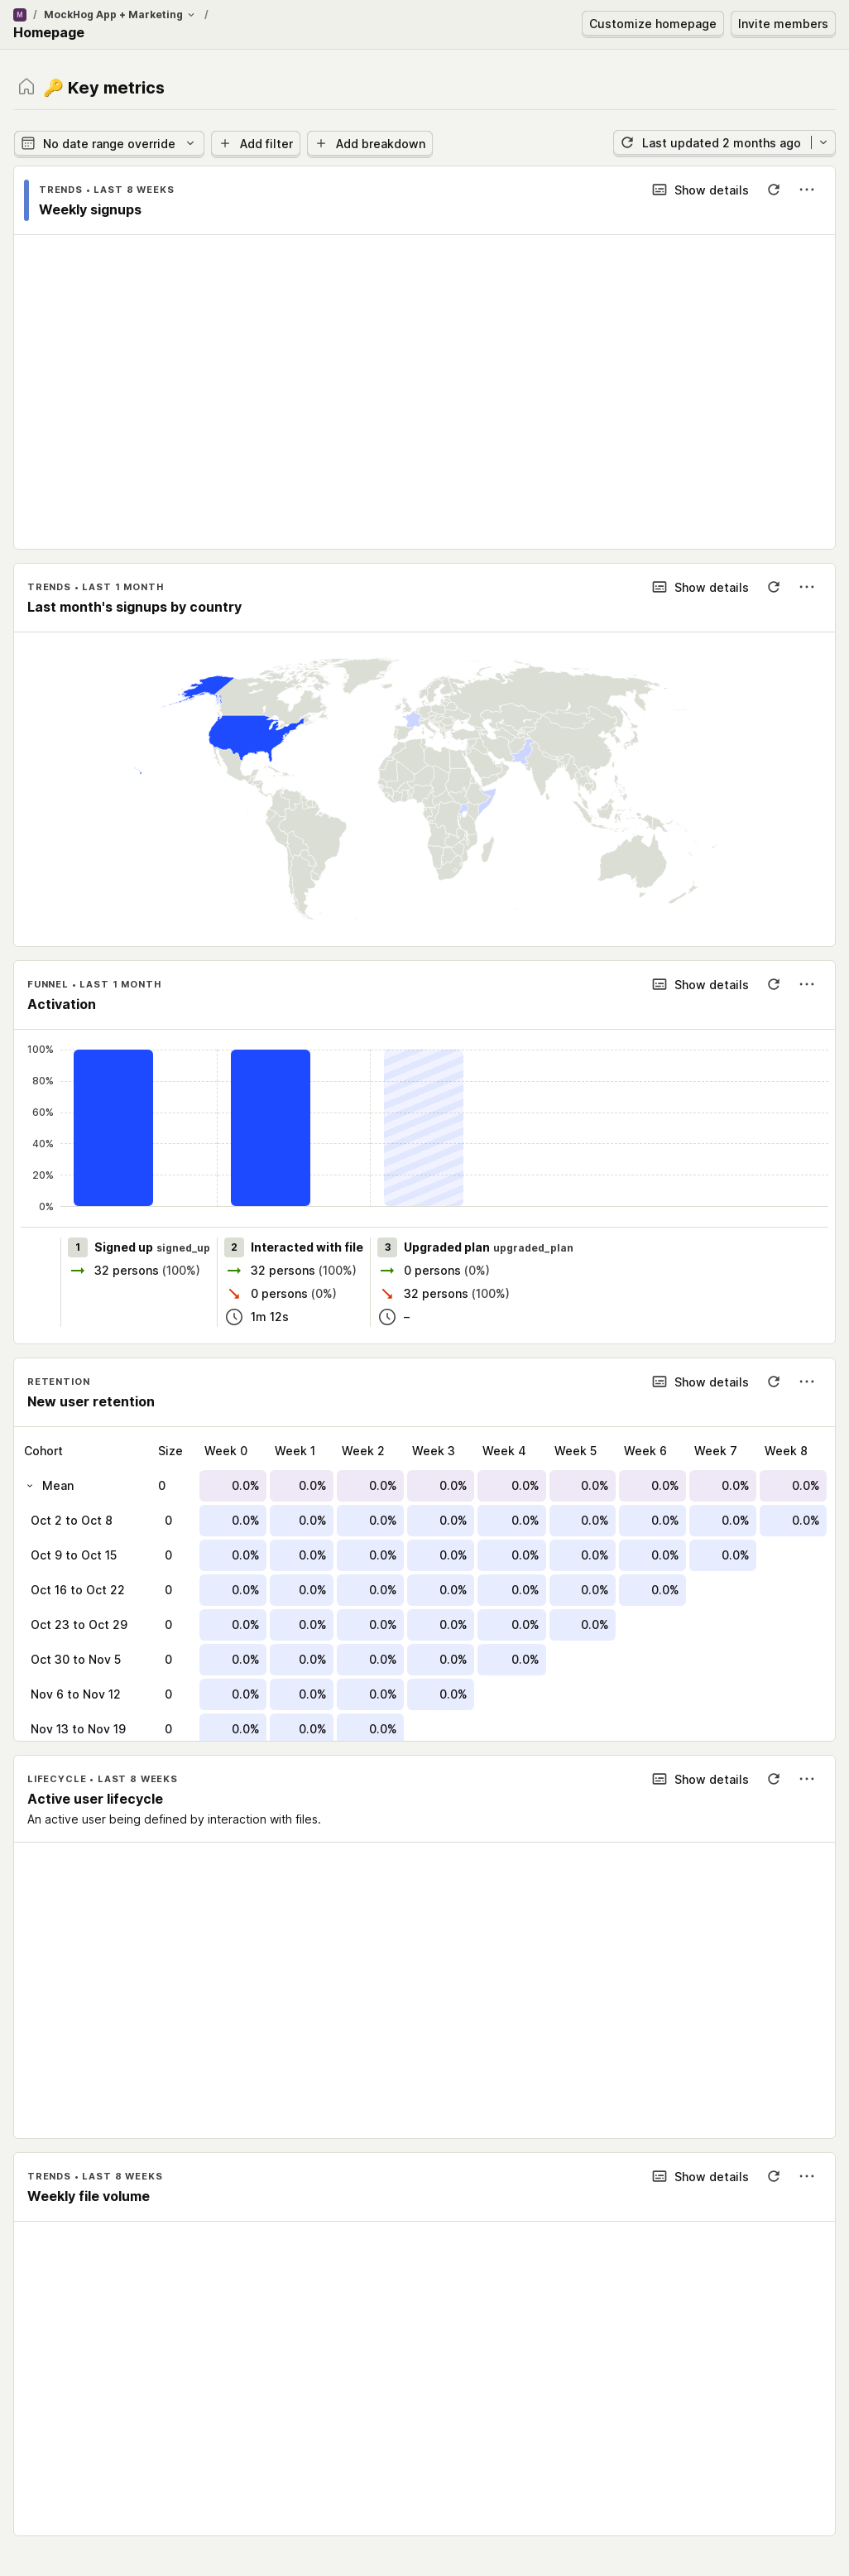 M / MockHog App + Marketing /
Homepage
Customize homepage
Invite members
🔑 Key metrics
No date range override
Add filter
Add breakdown
Last updated 2 months ago
TRENDS • LAST 8 WEEKS
Weekly signups
Show details
TRENDS • LAST 1 MONTH
Last month's signups by country
Show details
FUNNEL • LAST 1 MONTH
Activation
Show details
100%
80%
60%
40%
20%
0%
1 Signed up signed_up
32 persons (100%)
2 Interacted with file
32 persons (100%)
0 persons (0%)
1m 12s
3 Upgraded plan upgraded_plan
0 persons (0%)
32 persons (100%)
–
RETENTION
New user retention
Show details
Cohort Size Week 0 Week 1 Week 2 Week 3 Week 4 Week 5 Week 6 Week 7 Week 8
Mean 0 0.0% 0.0% 0.0% 0.0% 0.0% 0.0% 0.0% 0.0% 0.0%
Oct 2 to Oct 8 0 0.0% 0.0% 0.0% 0.0% 0.0% 0.0% 0.0% 0.0% 0.0%
Oct 9 to Oct 15 0 0.0% 0.0% 0.0% 0.0% 0.0% 0.0% 0.0% 0.0%
Oct 16 to Oct 22 0 0.0% 0.0% 0.0% 0.0% 0.0% 0.0% 0.0%
Oct 23 to Oct 29 0 0.0% 0.0% 0.0% 0.0% 0.0% 0.0%
Oct 30 to Nov 5 0 0.0% 0.0% 0.0% 0.0% 0.0%
Nov 6 to Nov 12 0 0.0% 0.0% 0.0% 0.0%
Nov 13 to Nov 19 0 0.0% 0.0% 0.0%
LIFECYCLE • LAST 8 WEEKS
Active user lifecycle
An active user being defined by interaction with files.
Show details
TRENDS • LAST 8 WEEKS
Weekly file volume
Show details